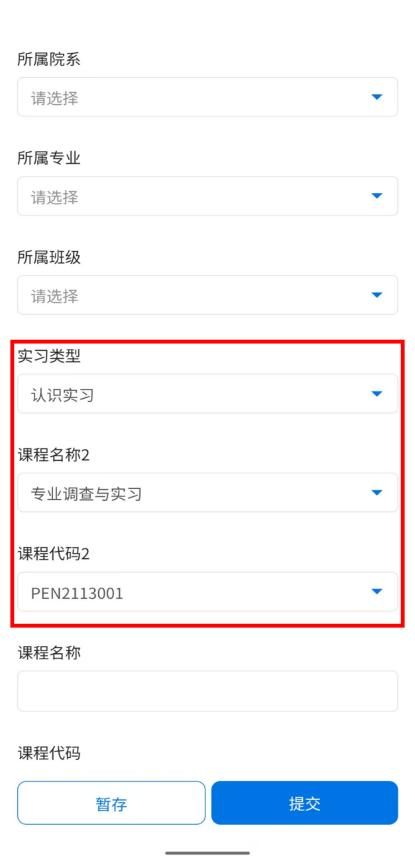 所属院系
请选择
所属专业
请选择
所属班级
请选择
实习类型
认识实习
课程名称2
专业调查与实习
课程代码2
PEN2113001
课程名称
课程代码
暂存
提交